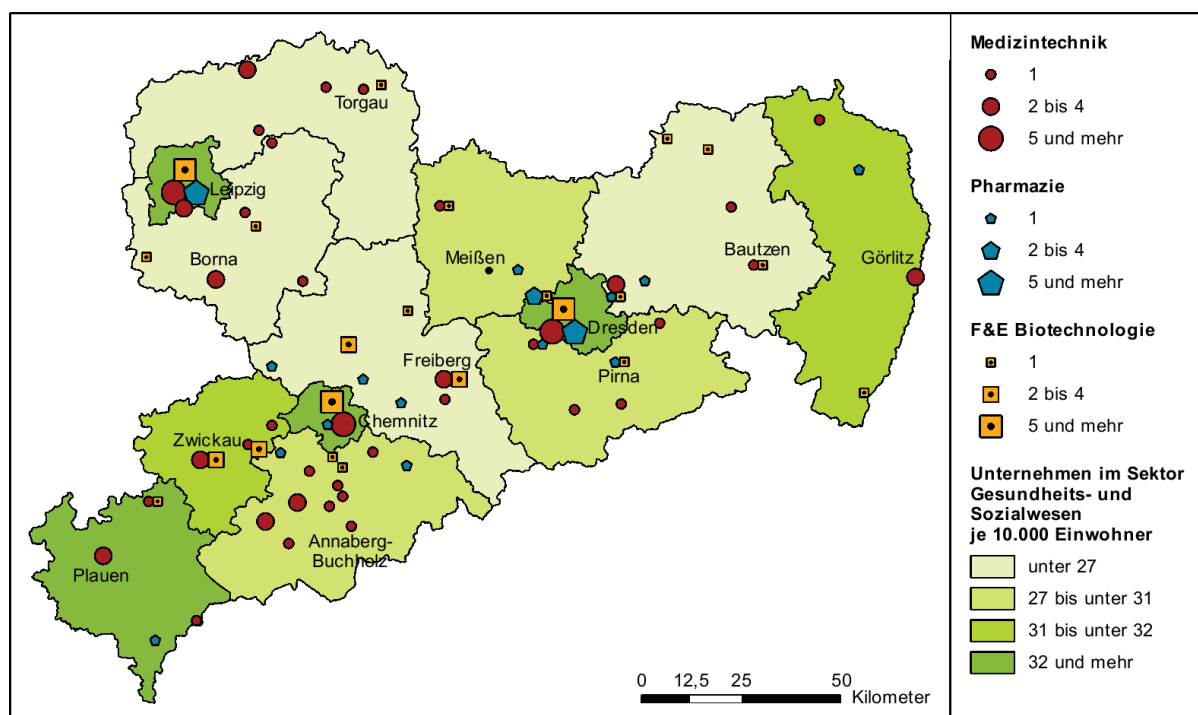 Torgau
Leipzig
Borna
Meißen
Bautzen
Görlitz
Dresden
Freiberg
Pirna
Chemnitz
Zwickau
Annaberg-
Buchholz
Plauen
0 12,5 25 50
Kilometer
Medizintechnik
1
2 bis 4
5 und mehr
Pharmazie
1
2 bis 4
5 und mehr
F&E Biotechnologie
1
2 bis 4
5 und mehr
Unternehmen im Sektor
Gesundheits- und
Sozialwesen
je 10.000 Einwohner
unter 27
27 bis unter 31
31 bis unter 32
32 und mehr